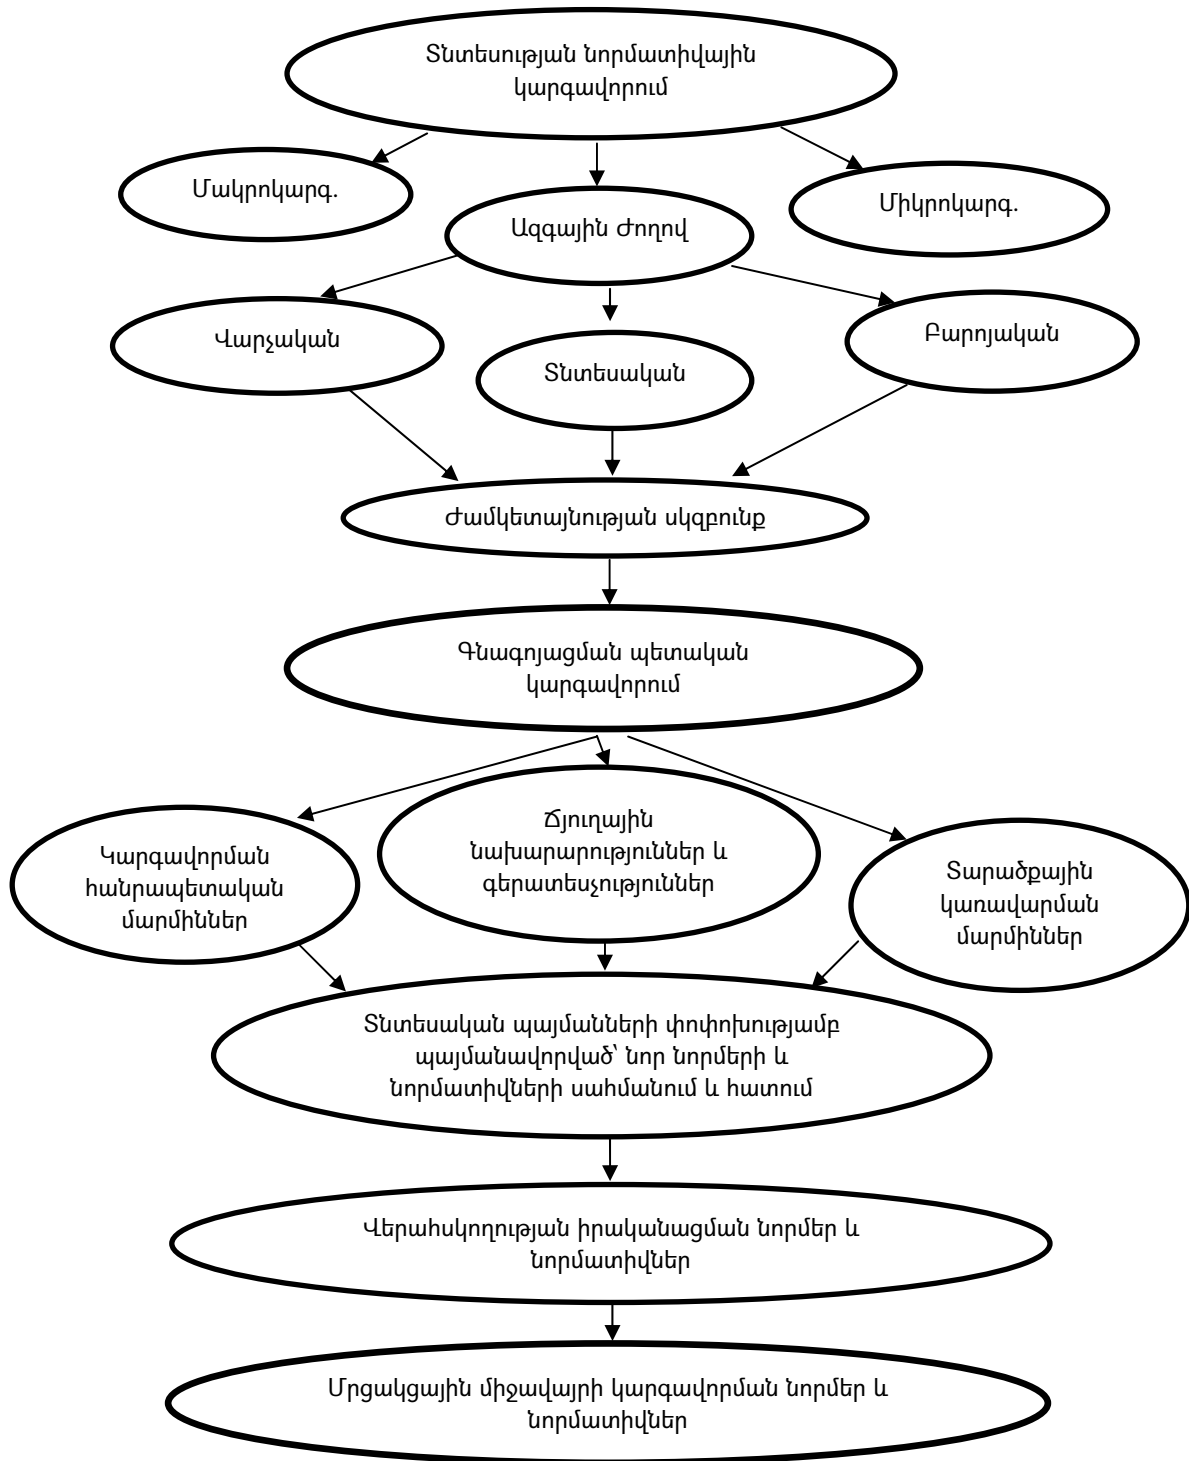 Տնտեսության նորմատիվային
կարգավորում
Մակրոկարգ.
Միկրոկարգ.
Ազգային Ժողով
Վարչական
Տնտեսական
Բարոյական
Ժամկետայնության սկզբունք
Գնագոյացման պետական
կարգավորում
Կարգավորման
հանրապետական
մարմիններ
Ճյուղային
նախարարություններ և
գերատեսչություններ
Տարածքային
կառավարման
մարմիններ
Տնտեսական պայմանների փոփոխությամբ
պայմանավորված՝ նոր նորմերի և
նորմատիվների սահմանում և հատում
Վերահսկողության իրականացման նորմեր և
նորմատիվներ
Մրցակցային միջավայրի կարգավորման նորմեր և
նորմատիվներ